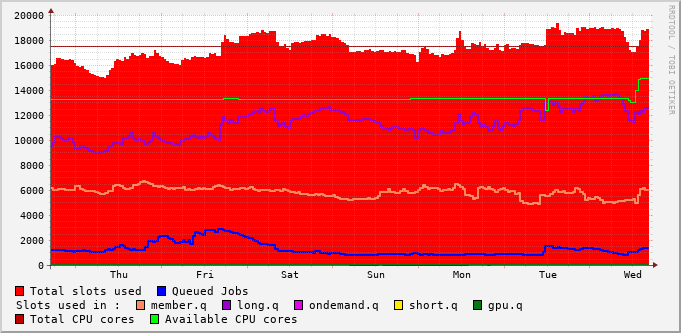 20000
18000
16000
14000
12000
10000
8000
6000
4000
2000
0
Thu Fri Sat Sun Mon Tue Wed
RRDTOOL / TOBI OETIKER
Total slots used Queued Jobs
Slots used in : member.q long.q ondemand.q short.q gpu.q
Total CPU cores Available CPU cores